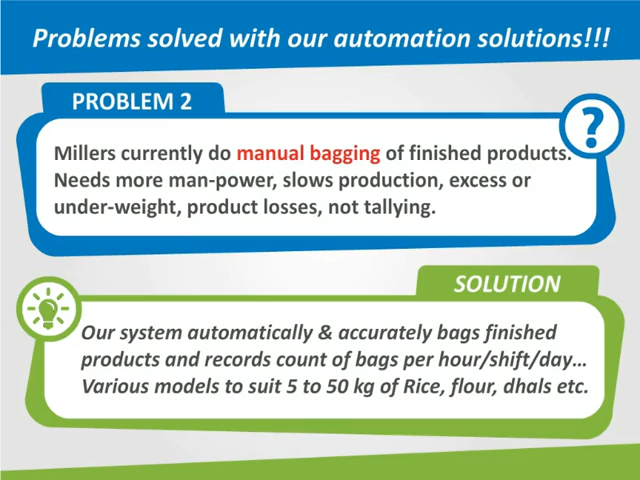 Problems solved with our automation solutions!!!
PROBLEM 2
?
Millers currently do manual bagging of finished products.
Needs more man-power, slows production, excess or
under-weight, product losses, not tallying.
SOLUTION
Our system automatically & accurately bags finished
products and records count of bags per hour/shift/day...
Various models to suit 5 to 50 kg of Rice, flour, dhals etc.